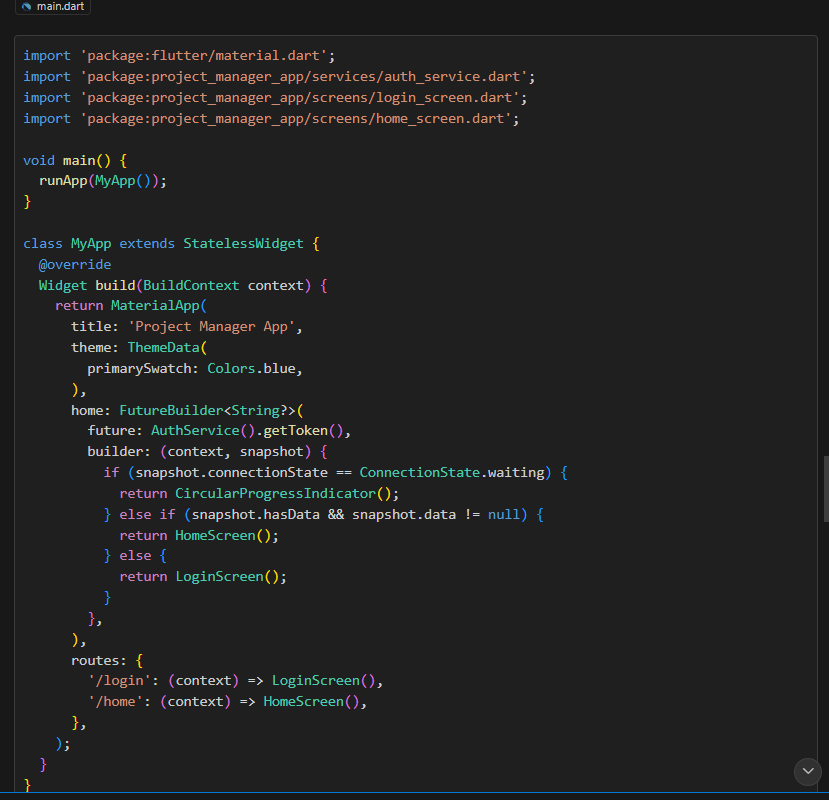 main.dart
import 'package:flutter/material.dart';
import 'package:project_manager_app/services/auth_service.dart';
import 'package:project_manager_app/screens/login_screen.dart';
import 'package:project_manager_app/screens/home_screen.dart';

void main() {
  runApp(MyApp());
}

class MyApp extends StatelessWidget {
  @override
  Widget build(BuildContext context) {
    return MaterialApp(
      title: 'Project Manager App',
      theme: ThemeData(
        primarySwatch: Colors.blue,
      ),
      home: FutureBuilder<String?>(
        future: AuthService().getToken(),
        builder: (context, snapshot) {
          if (snapshot.connectionState == ConnectionState.waiting) {
            return CircularProgressIndicator();
          } else if (snapshot.hasData && snapshot.data != null) {
            return HomeScreen();
          } else {
            return LoginScreen();
          }
        },
      ),
      routes: {
        '/login': (context) => LoginScreen(),
        '/home': (context) => HomeScreen(),
      },
    );
  }
}